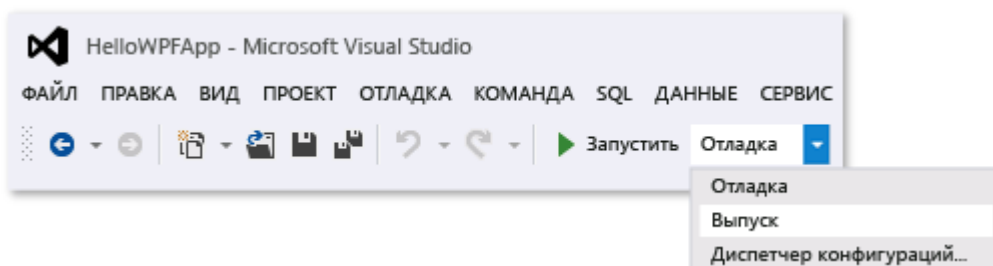 HelloWPFApp - Microsoft Visual Studio
ФАЙЛ ПРАВКА ВИД ПРОЕКТ ОТЛАДКА КОМАНДА SQL ДАННЫЕ СЕРВИС
Запустить Отладка
Отладка
Выпуск
Диспетчер конфигураций...